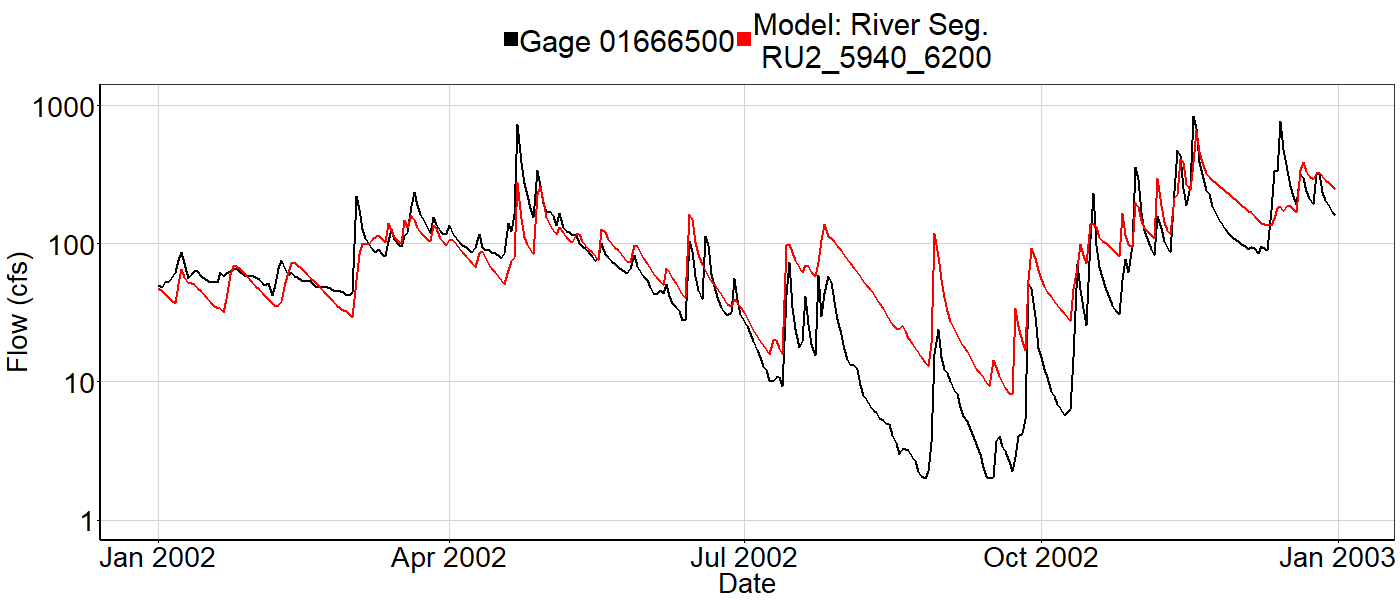 Gage 01666500
Model: River Seg.
RU2_5940_6200
Flow (cfs)
1000
100
10
1
Jan 2002
Apr 2002
Jul 2002
Oct 2002
Jan 2003
Date